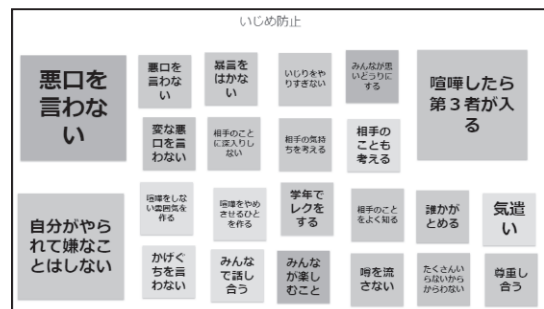 いじめ防止
悪口を
言わな
い
悪口を
言わな
い
暴言を
はかな
い
いじりをや
りすぎない
みんなが思
いどうりに
する
喧嘩したら
第3者が入
る
変な悪
口を言
わない
相手のこと
に深入りし
ない
相手の気持
ちを考える
相手の
ことも
考える
自分がやら
れて嫌なこ
とはしない
喧嘩をしな
い雰囲気を
作る
喧嘩をやめ
させるひと
を作る
学年で
レクを
する
相手のこと
をよく知る
誰かが
とめる
気遣
い
かげぐ
ちを言
わない
みんな
で話し
合う
みんな
が楽し
むこと
噂を流
さない
たくさんい
らないから
からわない
尊重し
合う